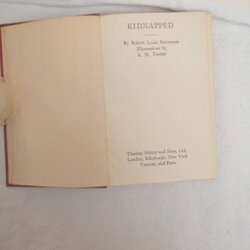 KIDNAPPED
By Robert Louis Stevenson
Illustrations by
A. M. Trotter
Thomas Nelson and Sons, Ltd.
London, Edinburgh, New York
Toronto, and Paris